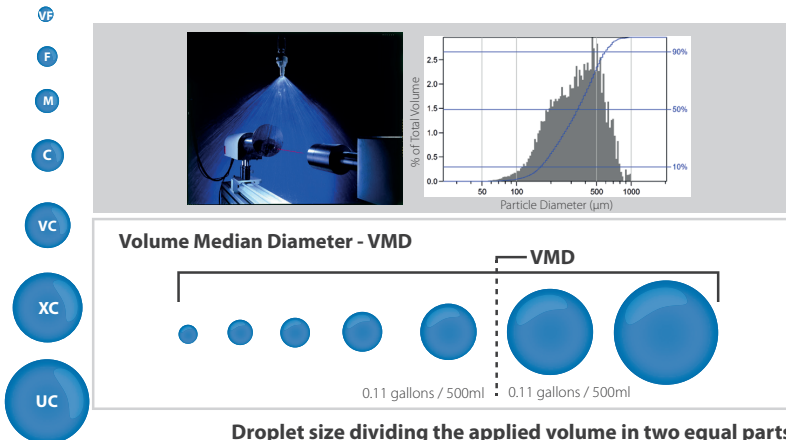 VF
F
M
C
VC
XC
UC
% of Total Volume
2.5
2.0
1.5
1.0
0.5
0.0
90%
50%
10%
50 100 500 1000
Particle Diameter (µm)
Volume Median Diameter - VMD
VMD
0.11 gallons / 500ml 0.11 gallons / 500ml
Droplet size dividing the applied volume in two equal parts